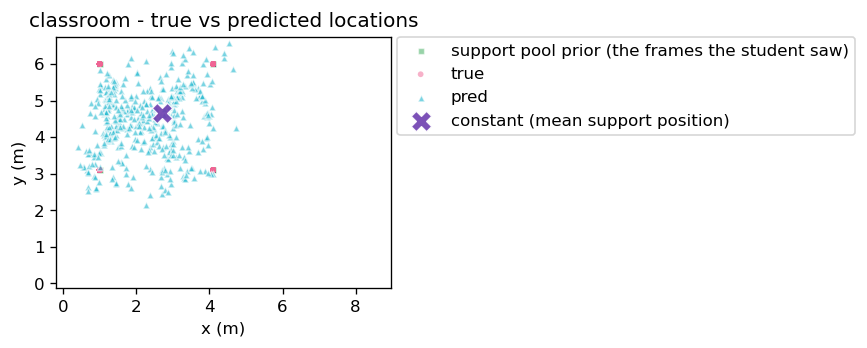 classroom - true vs predicted locations
support pool prior (the frames the student saw)
true
pred
constant (mean support position)
y (m)
6
5
4
3
2
1
0
0 2 4 6 8
x (m)